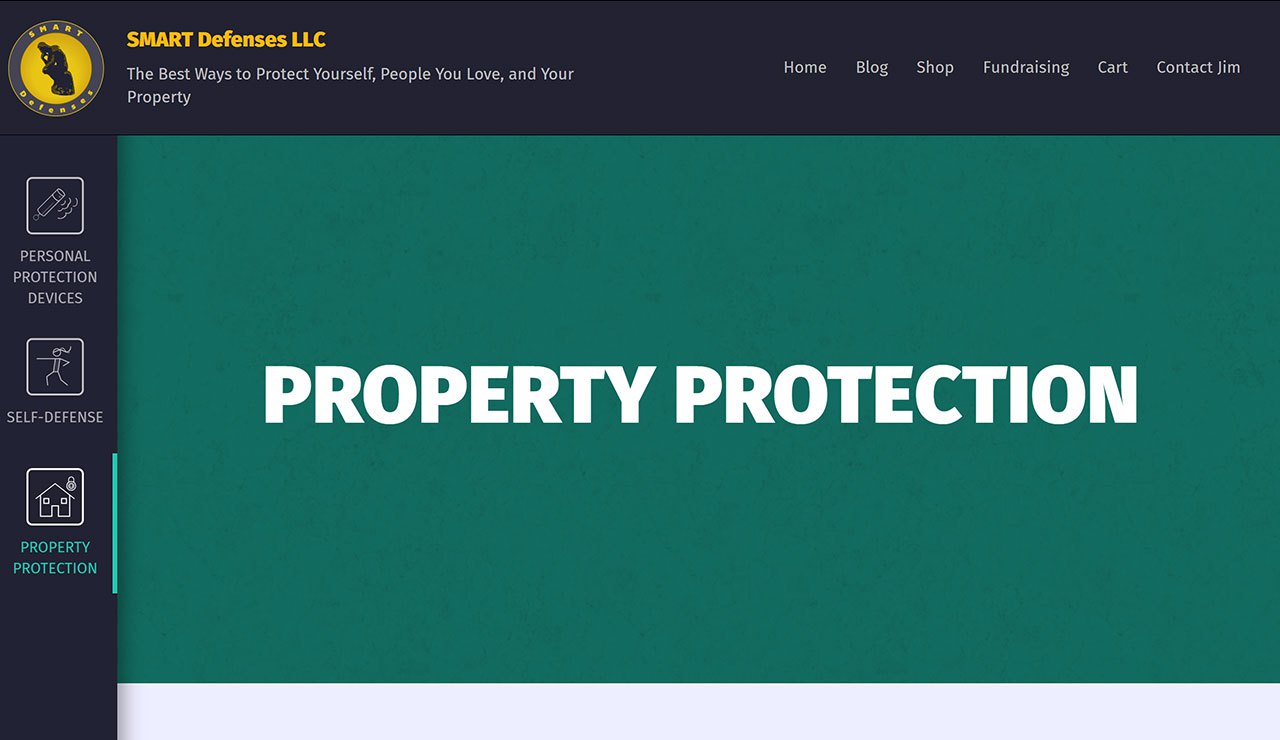 SMART
Defenses
SMART Defenses LLC
The Best Ways to Protect Yourself, People You Love, and Your
Property
Home Blog Shop Fundraising Cart Contact Jim
PERSONAL
PROTECTION
DEVICES
SELF-DEFENSE
PROPERTY
PROTECTION
PROPERTY PROTECTION